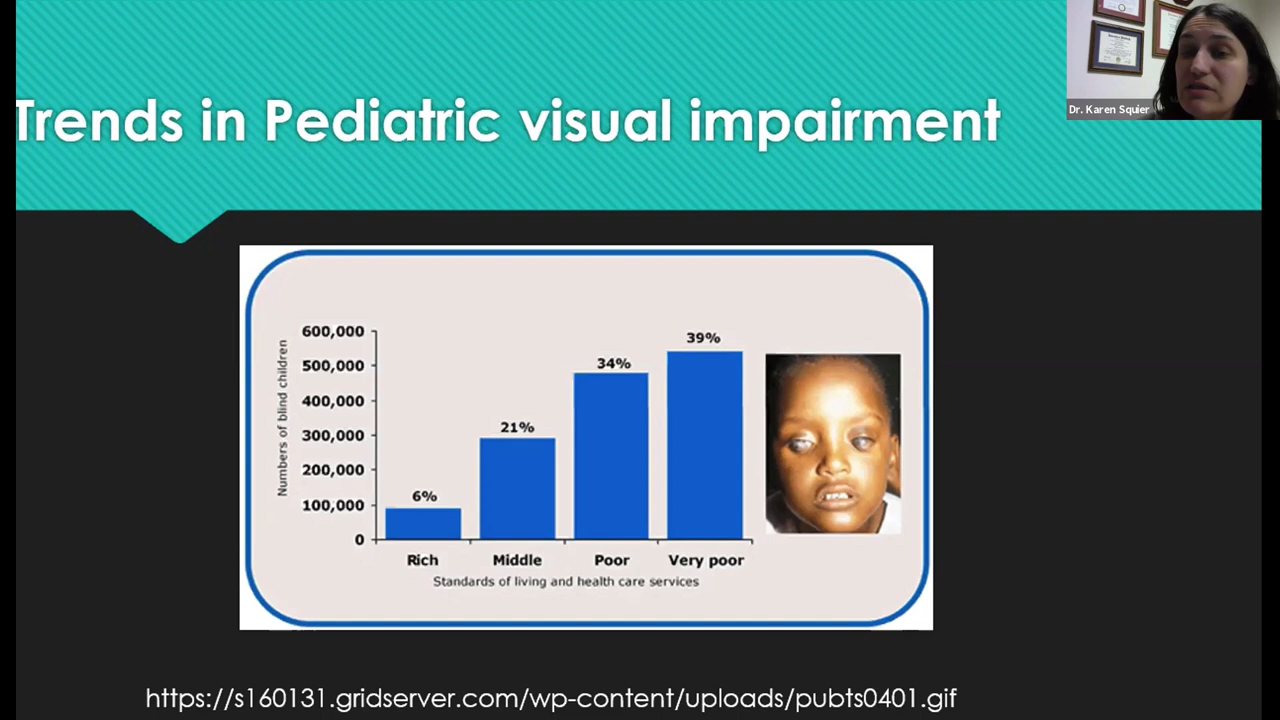 Trends in Pediatric visual impairment
Dr. Karen Squier
600,000
500,000
400,000
300,000
200,000
100,000
0
Numbers of blind children
6%
21%
34%
39%
Rich Middle Poor Very poor
Standards of living and health care services
https://s160131.gridserver.com/wp-content/uploads/pubts0401.gif